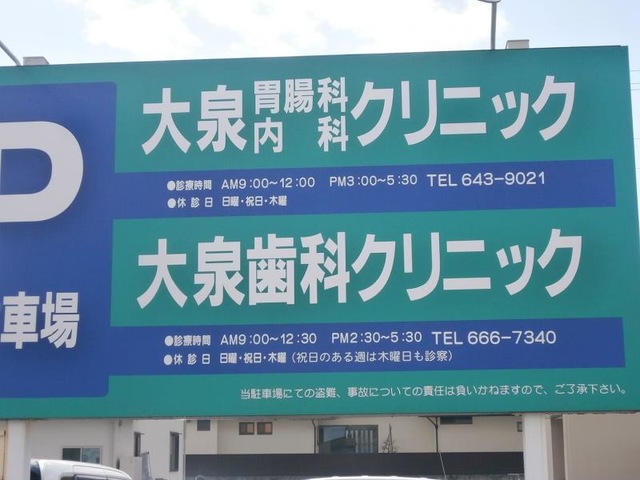 P
車場
大泉胃腸科内科クリニック
●診療時間 AM9:00～12:00 PM3:00～5:30 TEL 643-9021
●休診日 日曜・祝日・木曜
大泉歯科クリニック
●診療時間 AM9:00～12:30 PM2:30～5:30 TEL 666-7340
●休診日 日曜・祝日・木曜(祝日のある週は木曜日も診察)
当駐車場にての盗難、事故についての責任は負いかねますので、ご了承下さい。